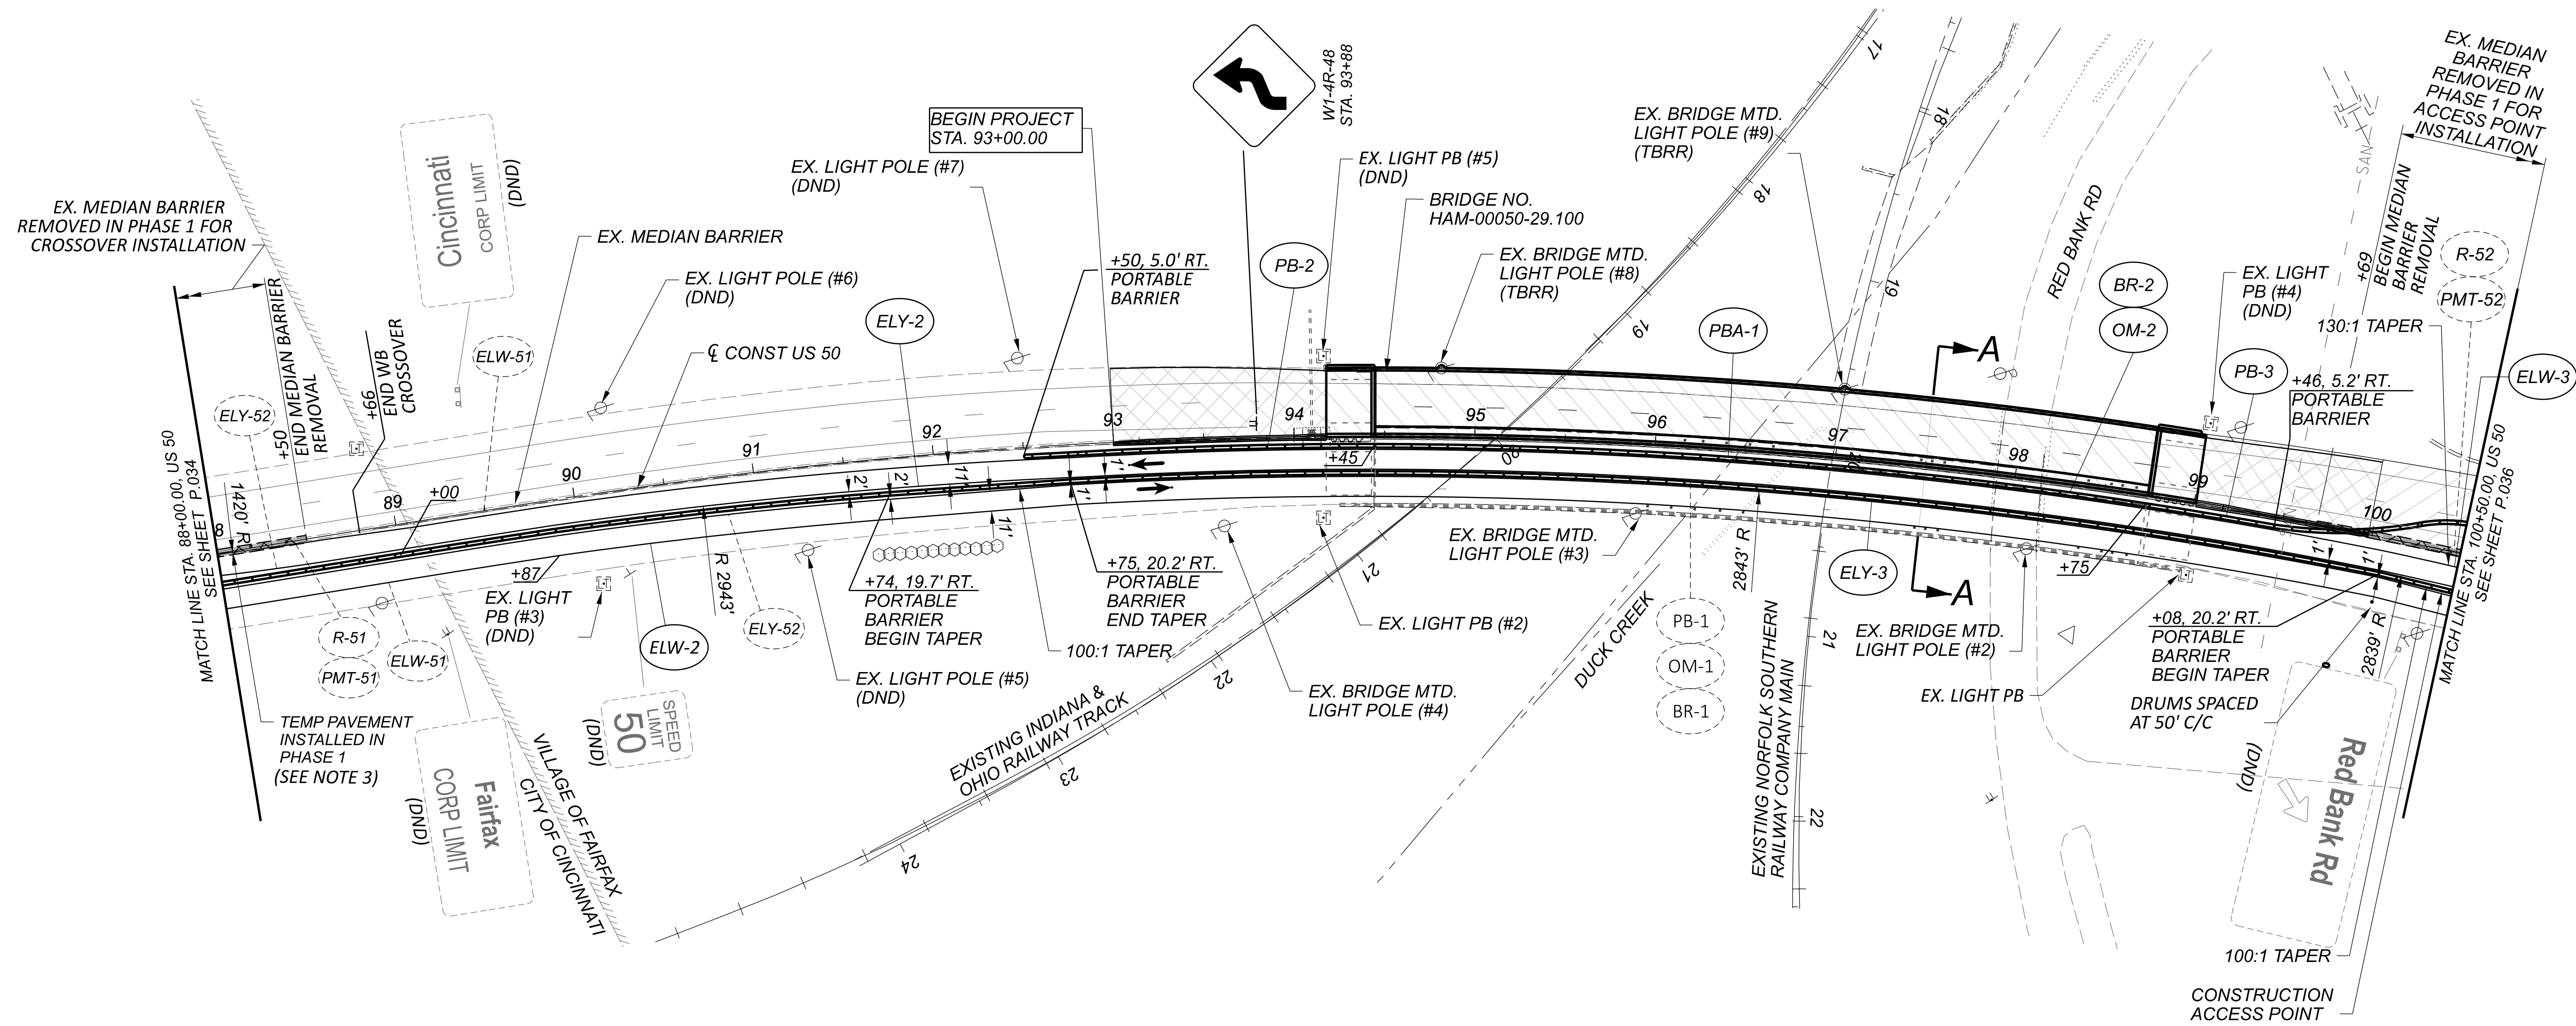 EX. MEDIAN BARRIER
REMOVED IN PHASE 1 FOR
CROSSOVER INSTALLATION
Cincinnati
CORP LIMIT
(DND)
EX. MEDIAN BARRIER
EX. LIGHT POLE (#6)
(DND)
EX. LIGHT POLE (#7)
(DND)
BEGIN PROJECT
STA. 93+00.00
W1-4R-48
STA. 93+88
EX. LIGHT PB (#5)
(DND)
BRIDGE NO.
HAM-00050-29.100
EX. BRIDGE MTD.
LIGHT POLE (#8)
(TBRR)
EX. BRIDGE MTD.
LIGHT POLE (#9)
(TBRR)
17
18
19
20
21
22
23
24
18
19
20
21
22
RED BANK RD
SAN
EX. MEDIAN
BARRIER
REMOVED IN
PHASE 1 FOR
ACCESS POINT
INSTALLATION
+69
BEGIN MEDIAN
BARRIER
REMOVAL
R-52
PMT-52
130:1 TAPER
ELW-3
EX. LIGHT
PB (#4)
(DND)
BR-2
OM-2
PB-3
+46, 5.2' RT.
PORTABLE
BARRIER
PBA-1
A
PB-2
+50, 5.0' RT.
PORTABLE
BARRIER
ELY-2
℄ CONST US 50
ELW-51
ELY-52
+50
END MEDIAN BARRIER
REMOVAL
+66
END WB
CROSSOVER
MATCH LINE STA. 88+00.00, US 50
SEE SHEET P.034
1420' R
8
89
90
91
92
93
94
95
96
97
98
99
100
+00
+87
+45
+75
2'
2'
11'
1'
1'
11'
1'
1'
R 2943'
2843' R
2839' R
R-51
PMT-51
ELW-51
EX. LIGHT
PB (#3)
(DND)
ELW-2
ELY-52
+74, 19.7' RT.
PORTABLE
BARRIER
BEGIN TAPER
+75, 20.2' RT.
PORTABLE
BARRIER
END TAPER
100:1 TAPER
EX. LIGHT POLE (#5)
(DND)
TEMP PAVEMENT
INSTALLED IN
PHASE 1
(SEE NOTE 3)
Fairfax
CORP LIMIT
(DND)
VILLAGE OF FAIRFAX
CITY OF CINCINNATI
SPEED
LIMIT
50
(DND)
EXISTING INDIANA &
OHIO RAILWAY TRACK
EX. BRIDGE MTD.
LIGHT POLE (#4)
EX. LIGHT PB (#2)
EX. BRIDGE MTD.
LIGHT POLE (#3)
DUCK CREEK
PB-1
OM-1
BR-1
EXISTING NORFOLK SOUTHERN
RAILWAY COMPANY MAIN
ELY-3
A
EX. BRIDGE MTD.
LIGHT POLE (#2)
EX. LIGHT PB
+08, 20.2' RT.
PORTABLE
BARRIER
BEGIN TAPER
DRUMS SPACED
AT 50' C/C
(DND)
Red Bank Rd
MATCH LINE STA. 100+50.00, US 50
SEE SHEET P.036
100:1 TAPER
CONSTRUCTION
ACCESS POINT